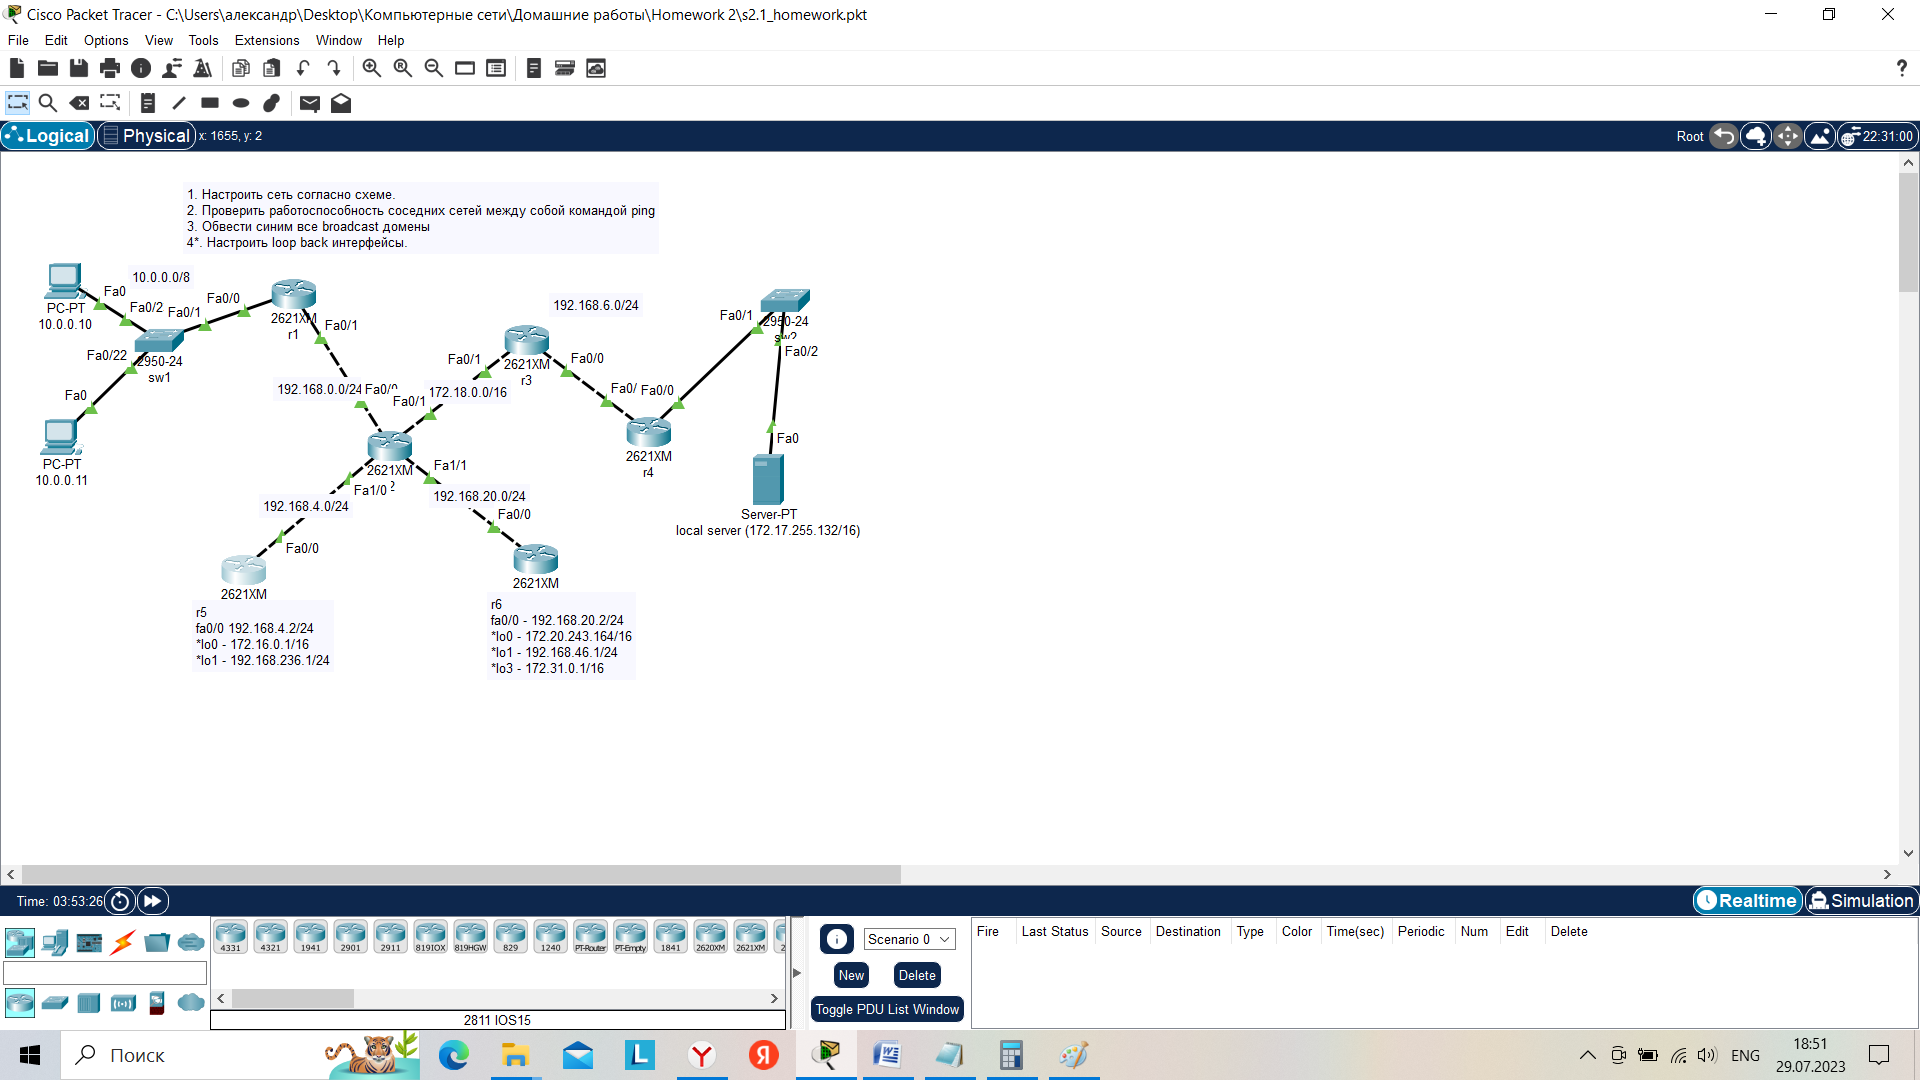 Cisco Packet Tracer - C:\Users\александр\Desktop\Компьютерные сети\Домашние работы\Homework 2\s2.1_homework.pkt
File Edit Options View Tools Extensions Window Help
?
Logical Physical x: 1655, y: 2
Root 22:31:00
1. Настроить сеть согласно схеме.
2. Проверить работоспособность соседних сетей между собой командой ping
3. Обвести синим все broadcast домены
4*. Настроить loop back интерфейсы.
10.0.0.0/8
Fa0
PC-PT
10.0.0.10
Fa0/2
Fa0/1
Fa0/0
2621XM
r1
Fa0/1
Fa0/22
2950-24
sw1
Fa0
PC-PT
10.0.0.11
192.168.0.0/24
Fa0/0
Fa0/1
172.18.0.0/16
Fa0/1
2621XM
r3
Fa0/0
192.168.6.0/24
Fa0/
Fa0/0
2621XM
r4
Fa0/1
2950-24
sw2
Fa0/2
Fa0
Server-PT
local server (172.17.255.132/16)
2621XM
2
Fa1/1
Fa1/0
192.168.4.0/24
192.168.20.0/24
Fa0/0
Fa0/0
2621XM
r5
fa0/0 192.168.4.2/24
*lo0 - 172.16.0.1/16
*lo1 - 192.168.236.1/24
2621XM
r6
fa0/0 - 192.168.20.2/24
*lo0 - 172.20.243.164/16
*lo1 - 192.168.46.1/24
*lo3 - 172.31.0.1/16
Time: 03:53:26
Realtime Simulation
4331 4321 1941 2901 2911 819IOX 819HGW 829 1240 PT-Router PT-Empty 1841 2620XM 2621XM 2
2811 IOS15
Scenario 0
New Delete
Toggle PDU List Window
Fire Last Status Source Destination Type Color Time(sec) Periodic Num Edit Delete
Поиск
ENG
18:51
29.07.2023